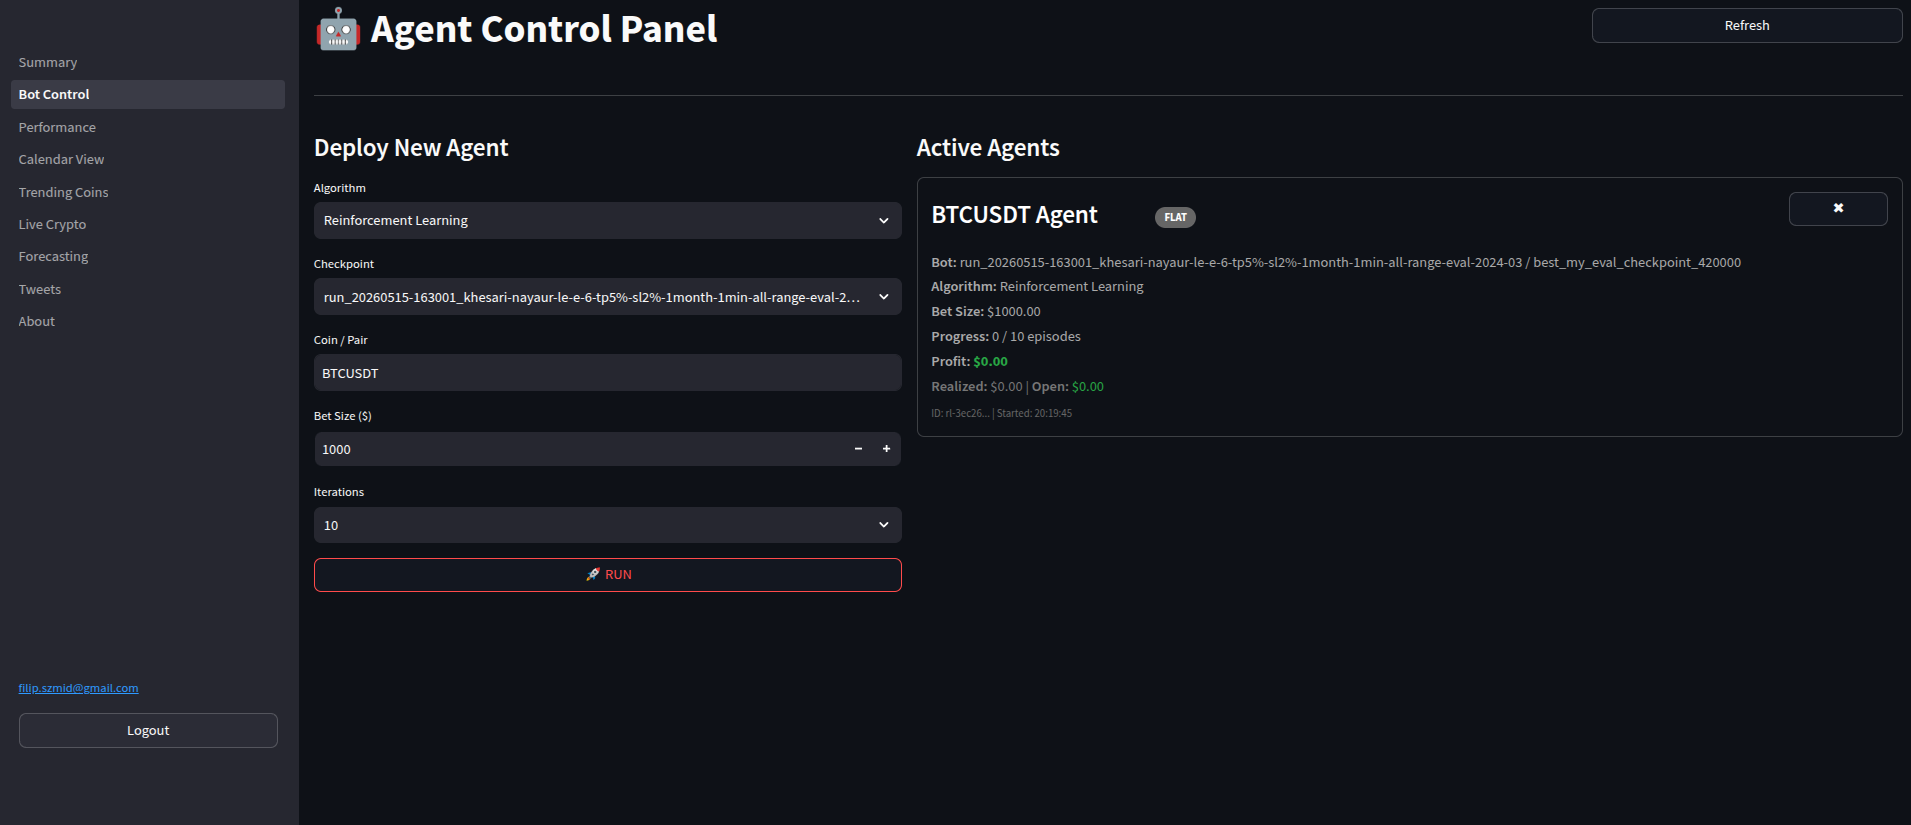 Summary
Bot Control
Performance
Calendar View
Trending Coins
Live Crypto
Forecasting
Tweets
About
filip.szmid@gmail.com
Logout
Agent Control Panel
Refresh
Deploy New Agent
Algorithm
Reinforcement Learning
Checkpoint
run_20260515-163001_khesari-nayaur-le-e-6-tp5%-sl2%-1month-1min-all-range-eval-2...
Coin / Pair
BTCUSDT
Bet Size ($)
1000
Iterations
10
RUN
Active Agents
BTCUSDT Agent FLAT
Bot: run_20260515-163001_khesari-nayaur-le-e-6-tp5%-sl2%-1month-1min-all-range-eval-2024-03 / best_my_eval_checkpoint_420000
Algorithm: Reinforcement Learning
Bet Size: $1000.00
Progress: 0 / 10 episodes
Profit: $0.00
Realized: $0.00 | Open: $0.00
ID: rl-3ec26... | Started: 20:19:45